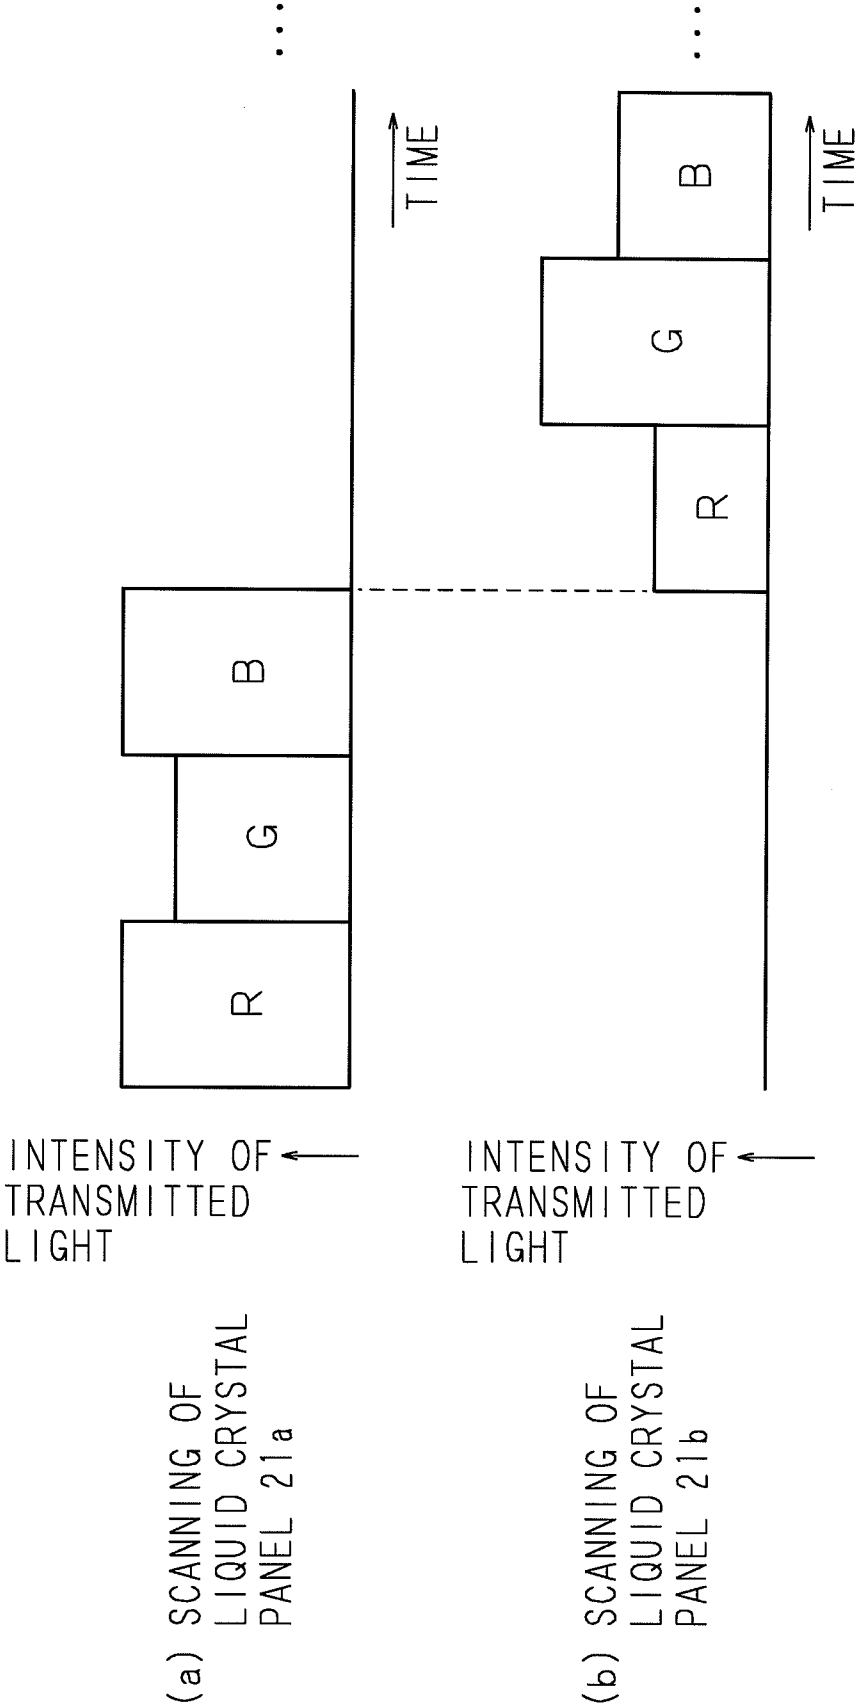 (a) SCANNING OF
LIQUID CRYSTAL
PANEL 21a
INTENSITY OF
TRANSMITTED
LIGHT
R
G
B
TIME
...
(b) SCANNING OF
LIQUID CRYSTAL
PANEL 21b
INTENSITY OF
TRANSMITTED
LIGHT
R
G
B
TIME
...